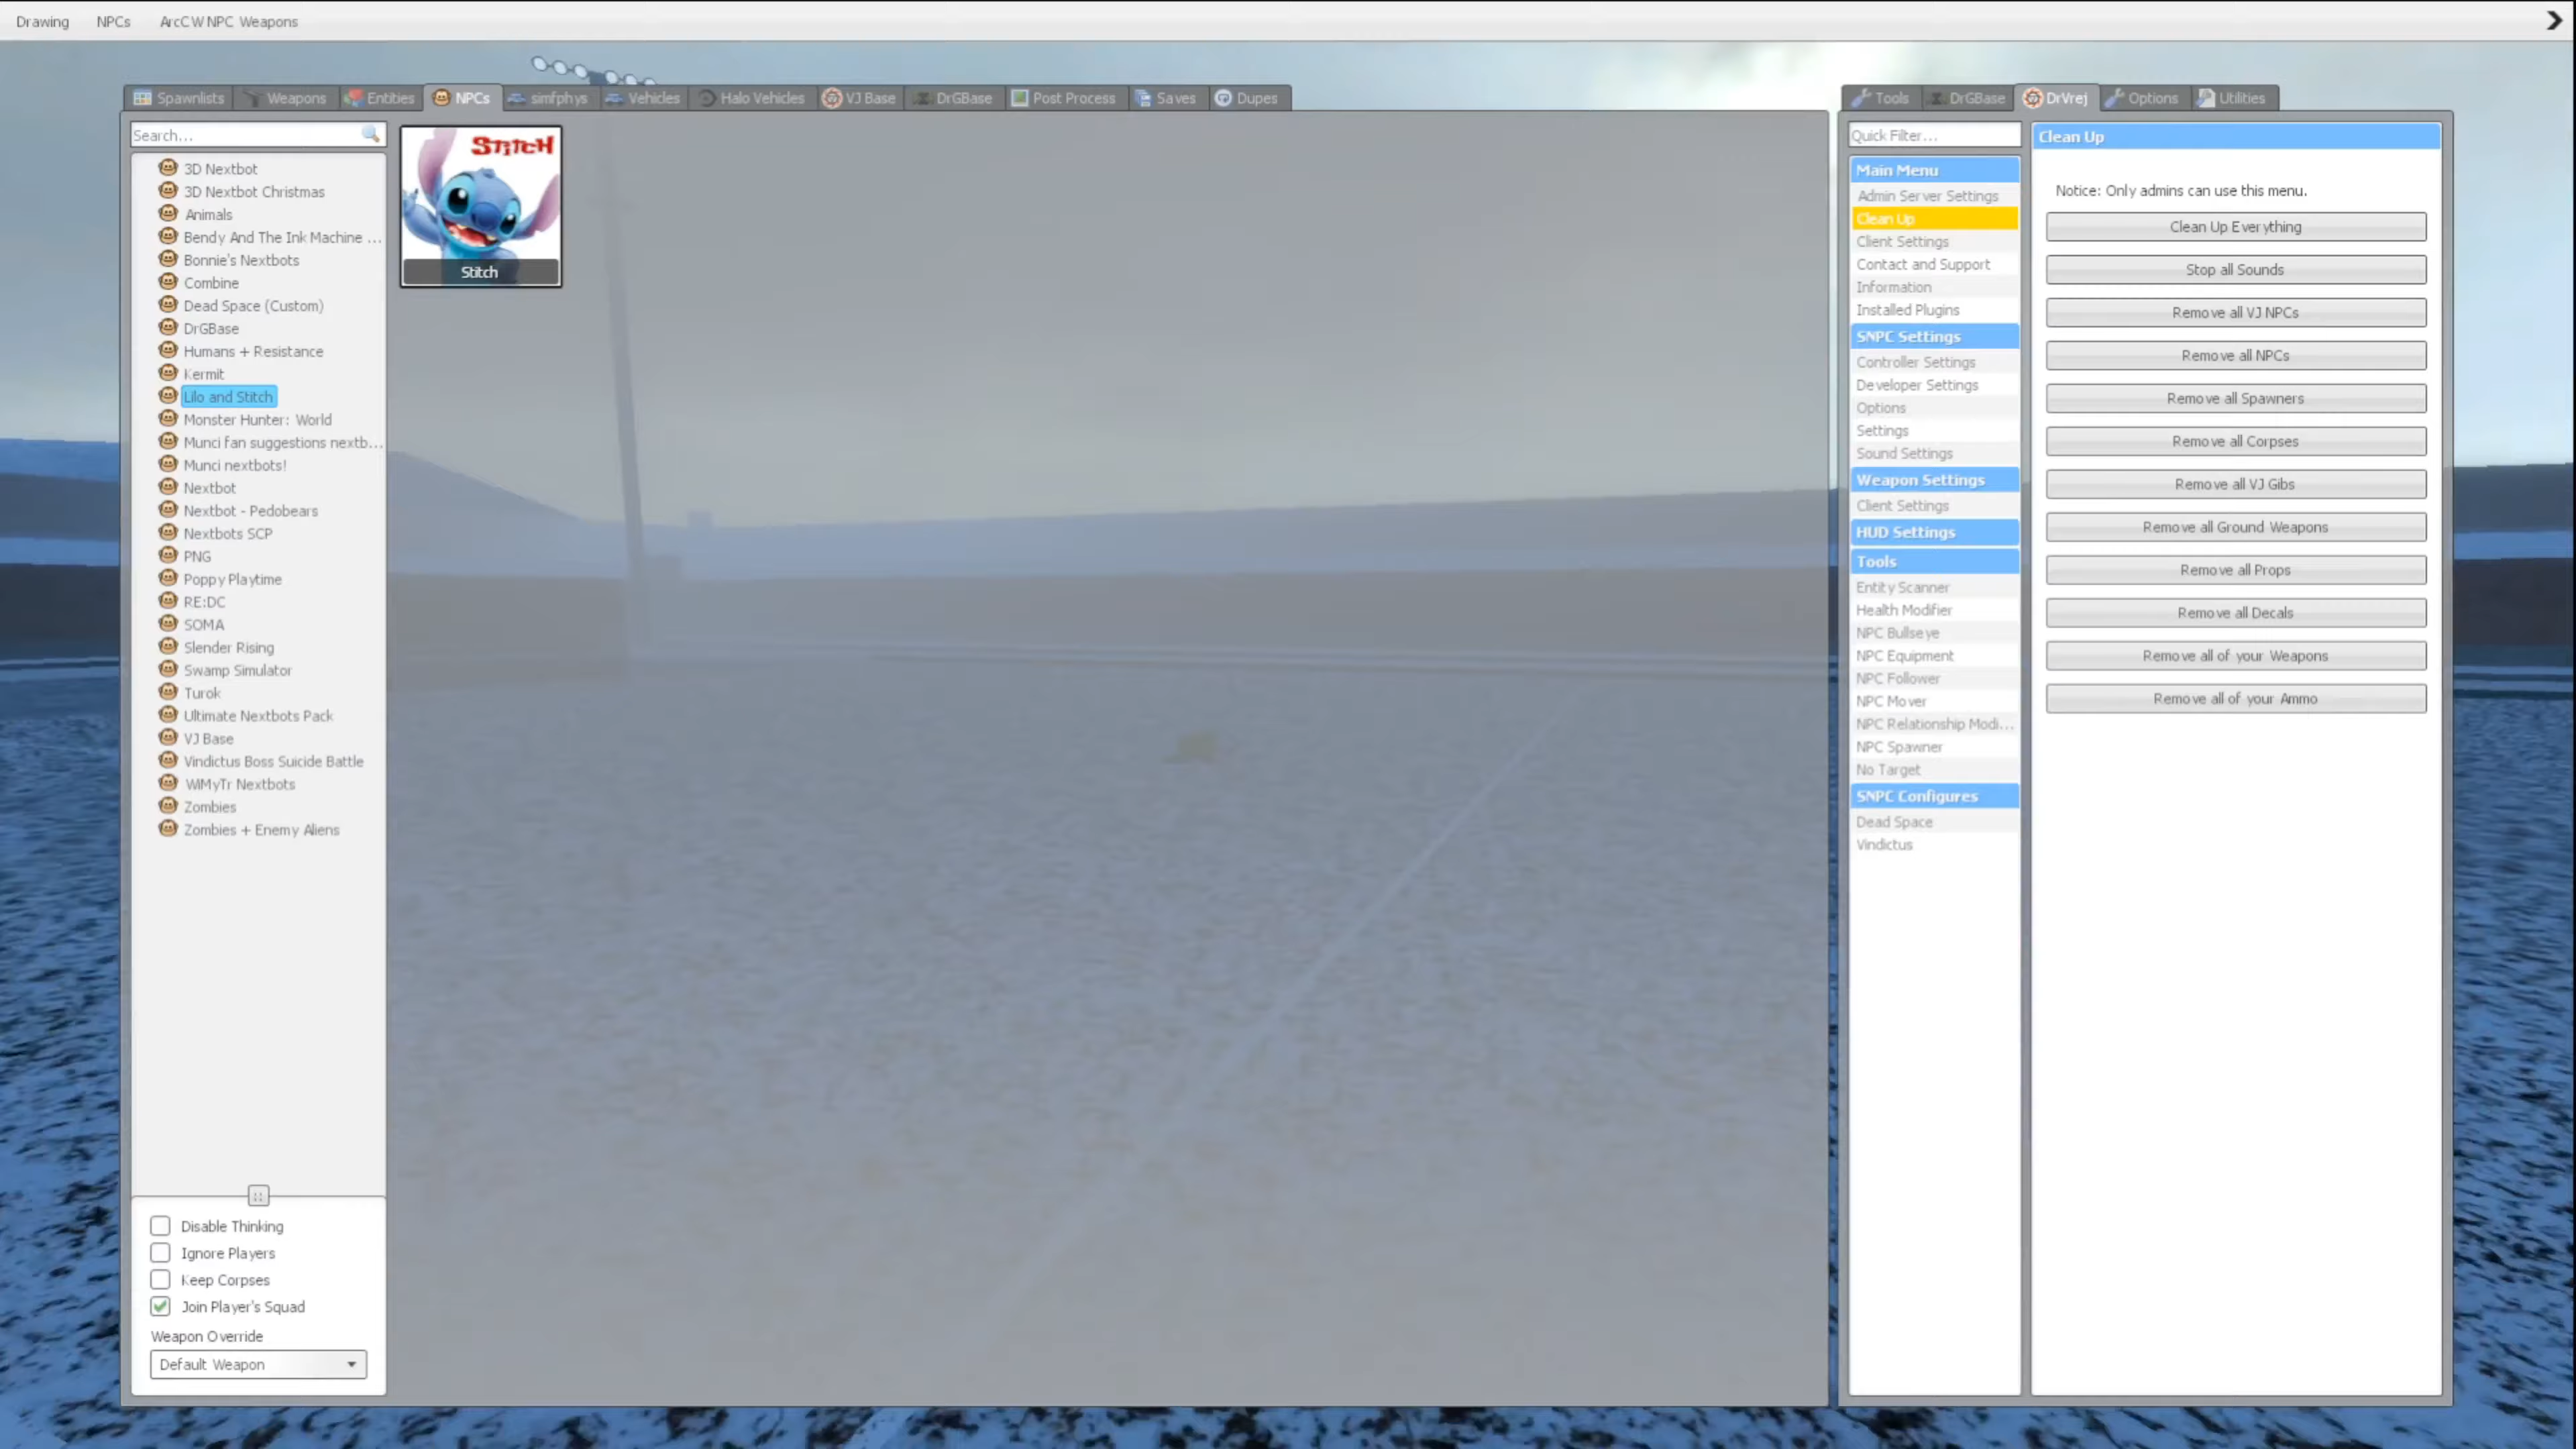 Drawing NPCs ArcCW NPC Weapons
Spawnlists Weapons Entities NPCs simfphys Vehicles Halo Vehicles VJ Base DrGBase Post Process Saves Dupes
Search...
3D Nextbot
3D Nextbot Christmas
Animals
Bendy And The Ink Machine ...
Bonnie's Nextbots
Combine
Dead Space (Custom)
DrGBase
Humans + Resistance
Kermit
Lilo and Stitch
Monster Hunter: World
Munci fan suggestions nextb...
Munci nextbots!
Nextbot
Nextbot - Pedobears
Nextbots SCP
PNG
Poppy Playtime
RE:DC
SOMA
Slender Rising
Swamp Simulator
Turok
Ultimate Nextbots Pack
VJ Base
Vindictus Boss Suicide Battle
WiMyTr Nextbots
Zombies
Zombies + Enemy Aliens
Disable Thinking
Ignore Players
Keep Corpses
Join Player's Squad
Weapon Override
Default Weapon
STITCH
Stitch
Tools DrGBase DrVrej Options Utilities
Quick Filter...
Main Menu
Admin Server Settings
Clean Up
Client Settings
Contact and Support
Information
Installed Plugins
SNPC Settings
Controller Settings
Developer Settings
Options
Settings
Sound Settings
Weapon Settings
Client Settings
HUD Settings
Tools
Entity Scanner
Health Modifier
NPC Bullseye
NPC Equipment
NPC Follower
NPC Mover
NPC Relationship Modi...
NPC Spawner
No Target
SNPC Configures
Dead Space
Vindictus
Clean Up
Notice: Only admins can use this menu.
Clean Up Everything
Stop all Sounds
Remove all VJ NPCs
Remove all NPCs
Remove all Spawners
Remove all Corpses
Remove all VJ Gibs
Remove all Ground Weapons
Remove all Props
Remove all Decals
Remove all of your Weapons
Remove all of your Ammo